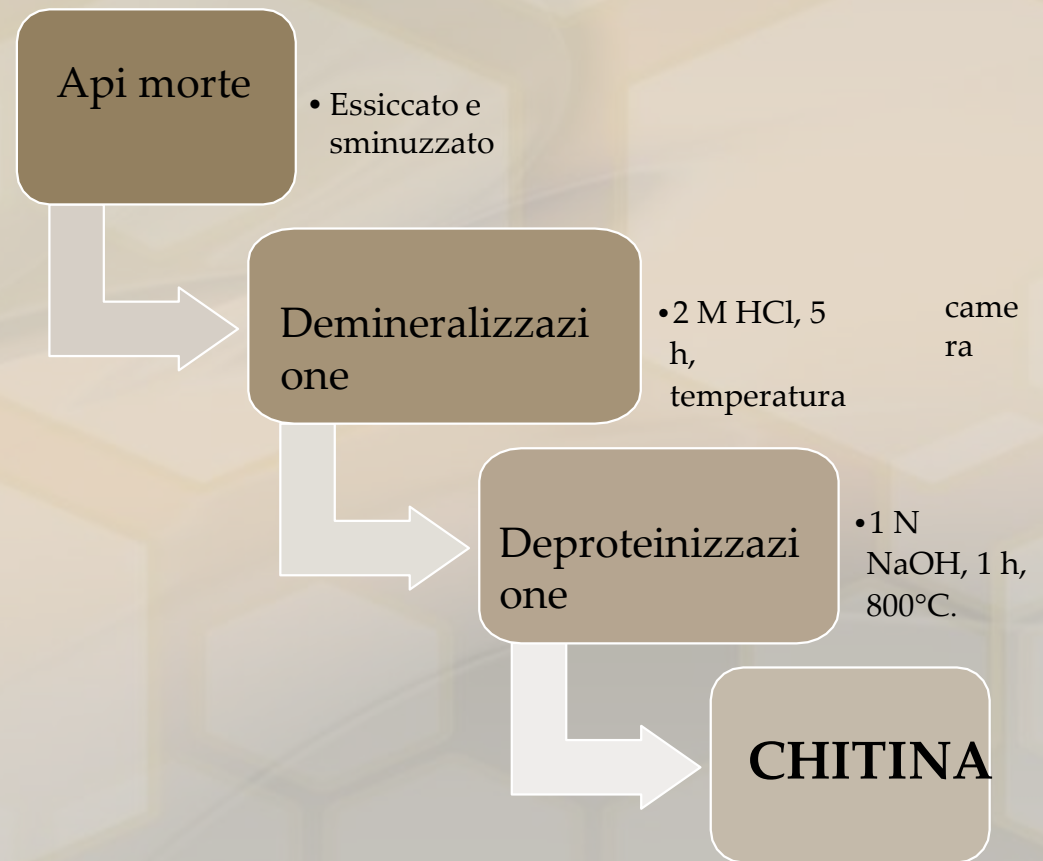 Api morte
• Essiccato e
sminuzzato
Demineralizzazi
one
•2 M HCl, 5
h,
temperatura
came
ra
Deproteinizzazi
one
•1 N
NaOH, 1 h,
800°C.
CHITINA